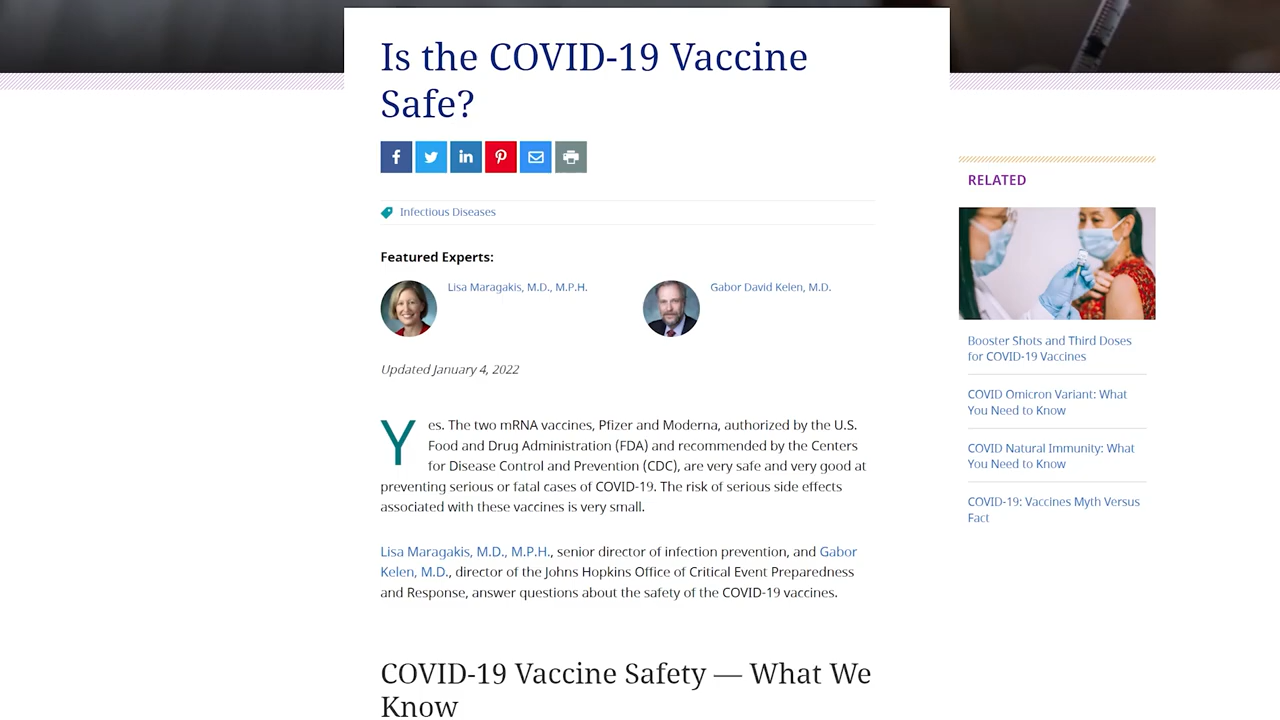 Is the COVID-19 Vaccine
Safe?
Infectious Diseases
Featured Experts:
Lisa Maragakis, M.D., M.P.H.
Gabor David Kelen, M.D.
Updated January 4, 2022
Yes. The two mRNA vaccines, Pfizer and Moderna, authorized by the U.S.
Food and Drug Administration (FDA) and recommended by the Centers
for Disease Control and Prevention (CDC), are very safe and very good at
preventing serious or fatal cases of COVID-19. The risk of serious side effects
associated with these vaccines is very small.
Lisa Maragakis, M.D., M.P.H., senior director of infection prevention, and Gabor
Kelen, M.D., director of the Johns Hopkins Office of Critical Event Preparedness
and Response, answer questions about the safety of the COVID-19 vaccines.
COVID-19 Vaccine Safety — What We
Know
RELATED
Booster Shots and Third Doses
for COVID-19 Vaccines
COVID Omicron Variant: What
You Need to Know
COVID Natural Immunity: What
You Need to Know
COVID-19: Vaccines Myth Versus
Fact